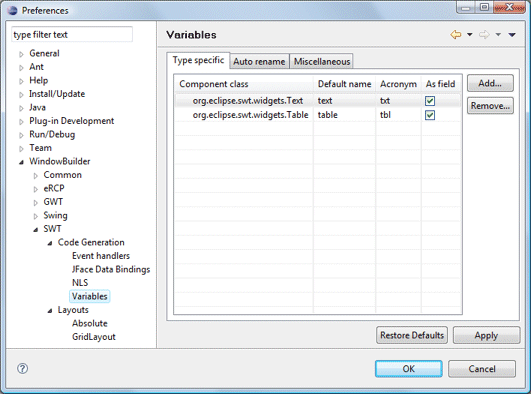 Preferences
type filter text
General
Ant
Help
Install/Update
Java
Plug-in Development
Run/Debug
Team
WindowBuilder
Common
eRCP
GWT
Swing
SWT
Code Generation
Event handlers
JFace Data Bindings
NLS
Variables
Layouts
Absolute
GridLayout
Variables
Type specific Auto rename Miscellaneous
Component class Default name Acronym As field
org.eclipse.swt.widgets.Text text txt
org.eclipse.swt.widgets.Table table tbl
Add...
Remove...
Restore Defaults Apply
? OK Cancel